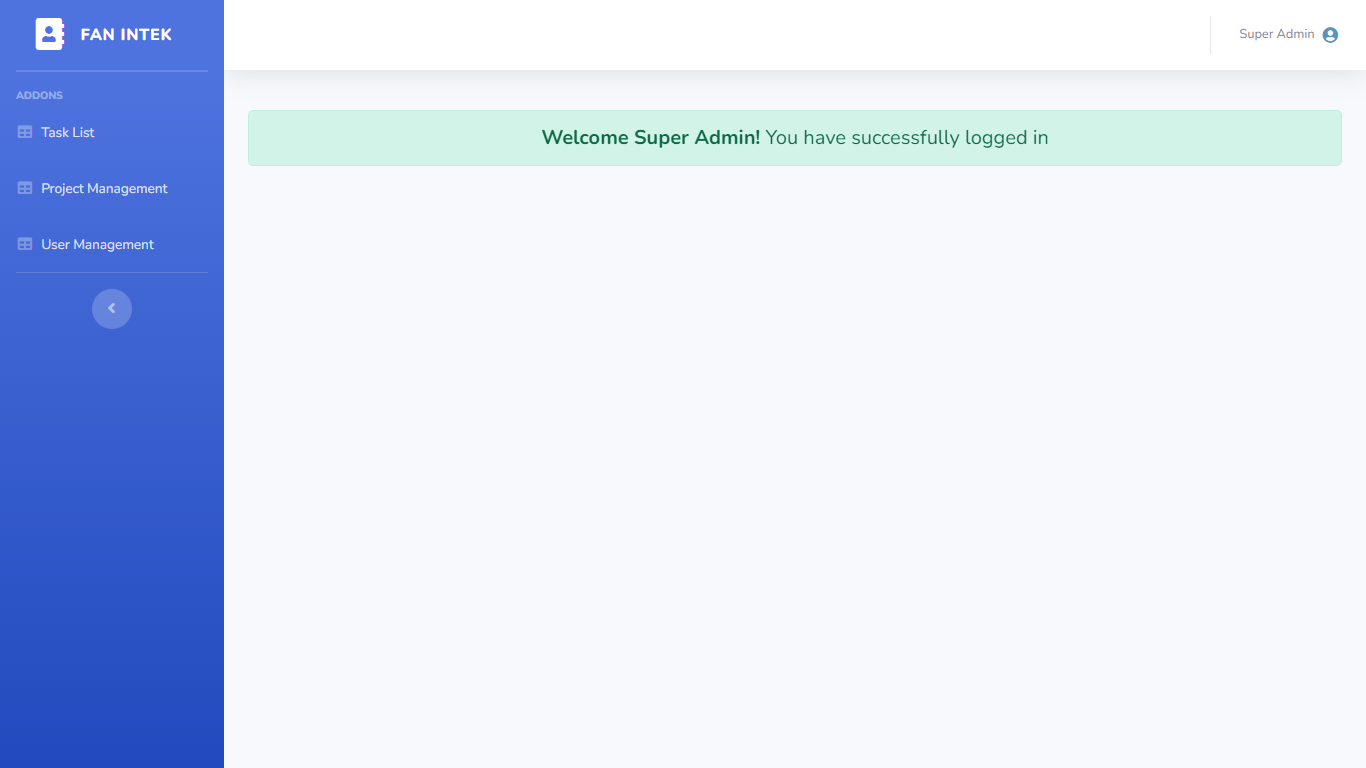 FAN INTEK
Super Admin
ADDONS
Task List
Project Management
User Management
Welcome Super Admin! You have successfully logged in